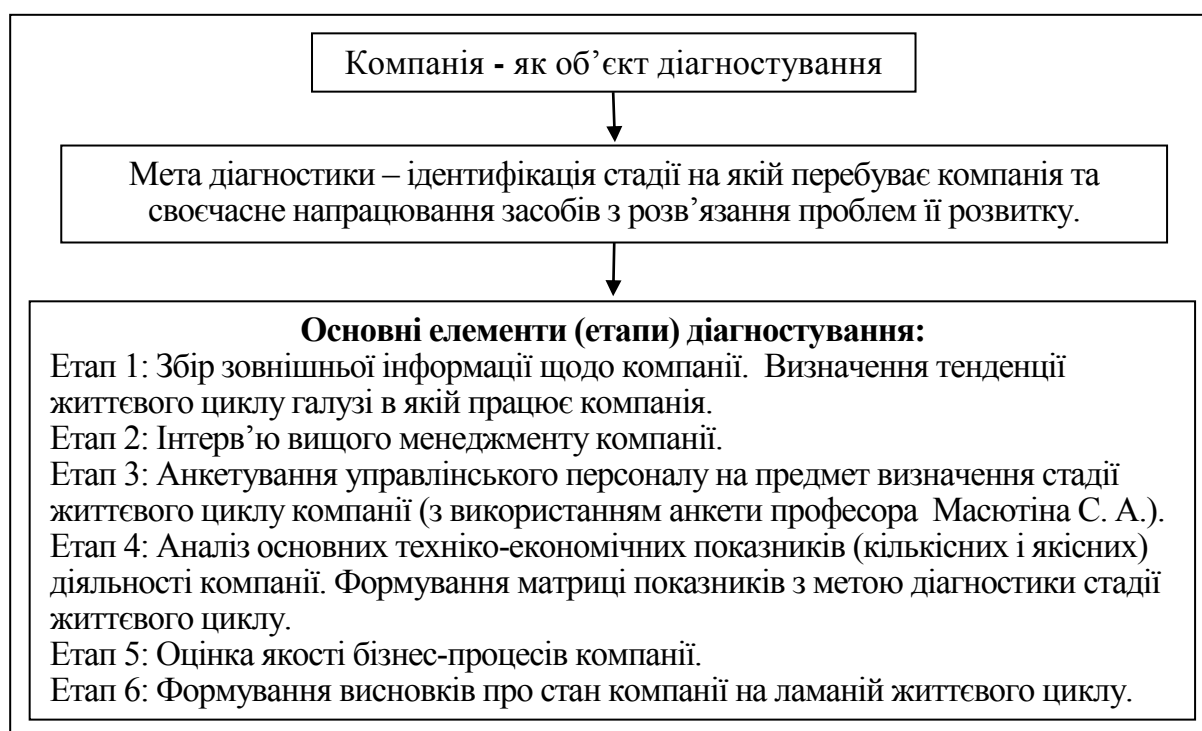 Компанія - як об’єкт діагностування
Мета діагностики – ідентифікація стадії на якій перебуває компанія та
своєчасне напрацювання засобів з розв’язання проблем її розвитку.
Основні елементи (етапи) діагностування:
Етап 1: Збір зовнішньої інформації щодо компанії. Визначення тенденції
життєвого циклу галузі в якій працює компанія.
Етап 2: Інтерв’ю вищого менеджменту компанії.
Етап 3: Анкетування управлінського персоналу на предмет визначення стадії
життєвого циклу компанії (з використанням анкети професора Масютіна С. А.).
Етап 4: Аналіз основних техніко-економічних показників (кількісних і якісних)
діяльності компанії. Формування матриці показників з метою діагностики стадії
життєвого циклу.
Етап 5: Оцінка якості бізнес-процесів компанії.
Етап 6: Формування висновків про стан компанії на ламаній життєвого циклу.